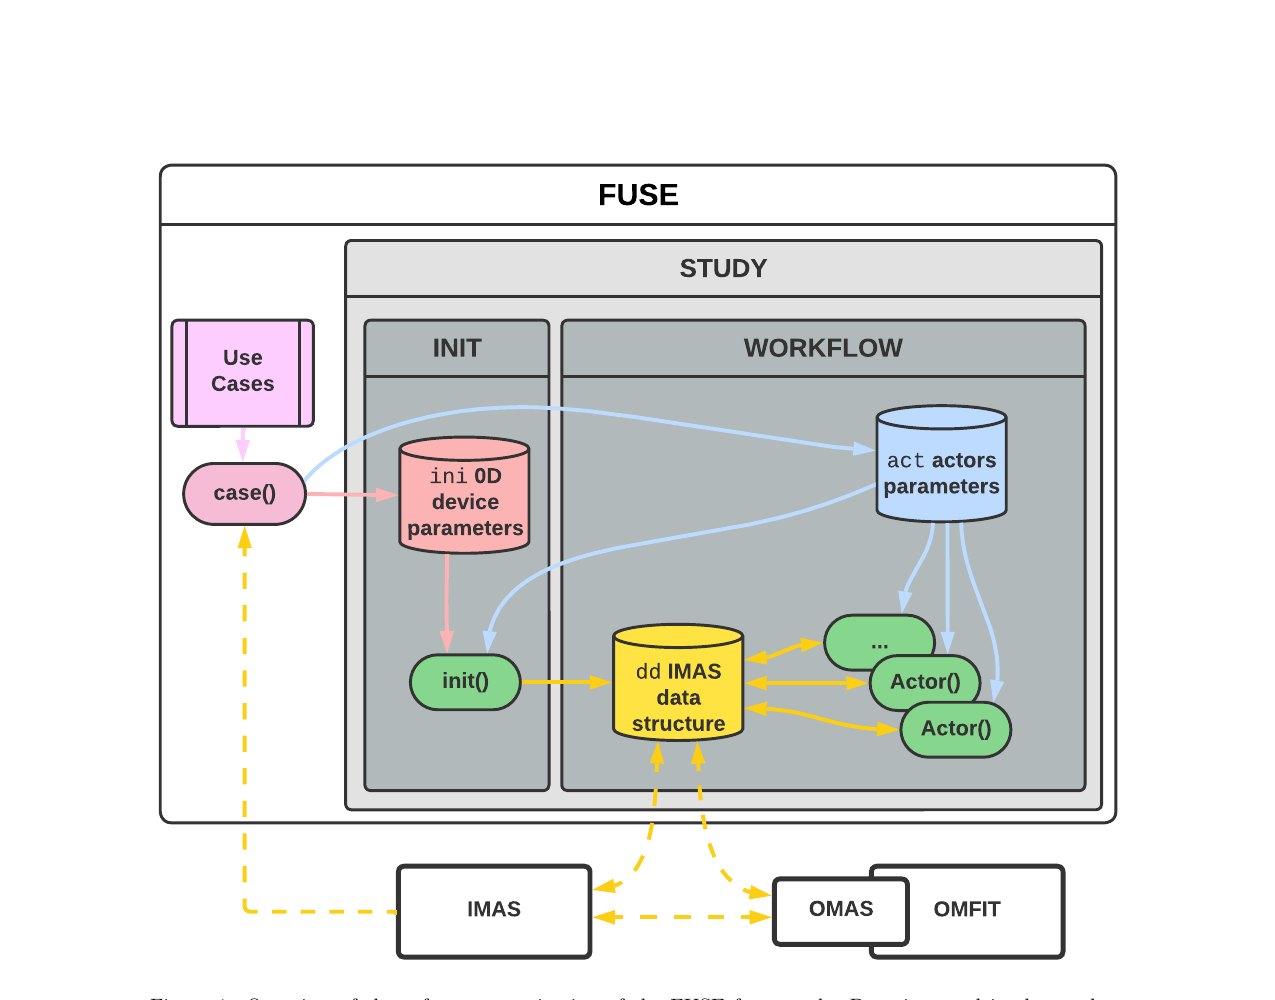 FUSE
STUDY
INIT
WORKFLOW
Use
Cases
case()
ini 0D
device
parameters
act actors
parameters
init()
dd IMAS
data
structure
...
Actor()
Actor()
IMAS
OMAS
OMFIT